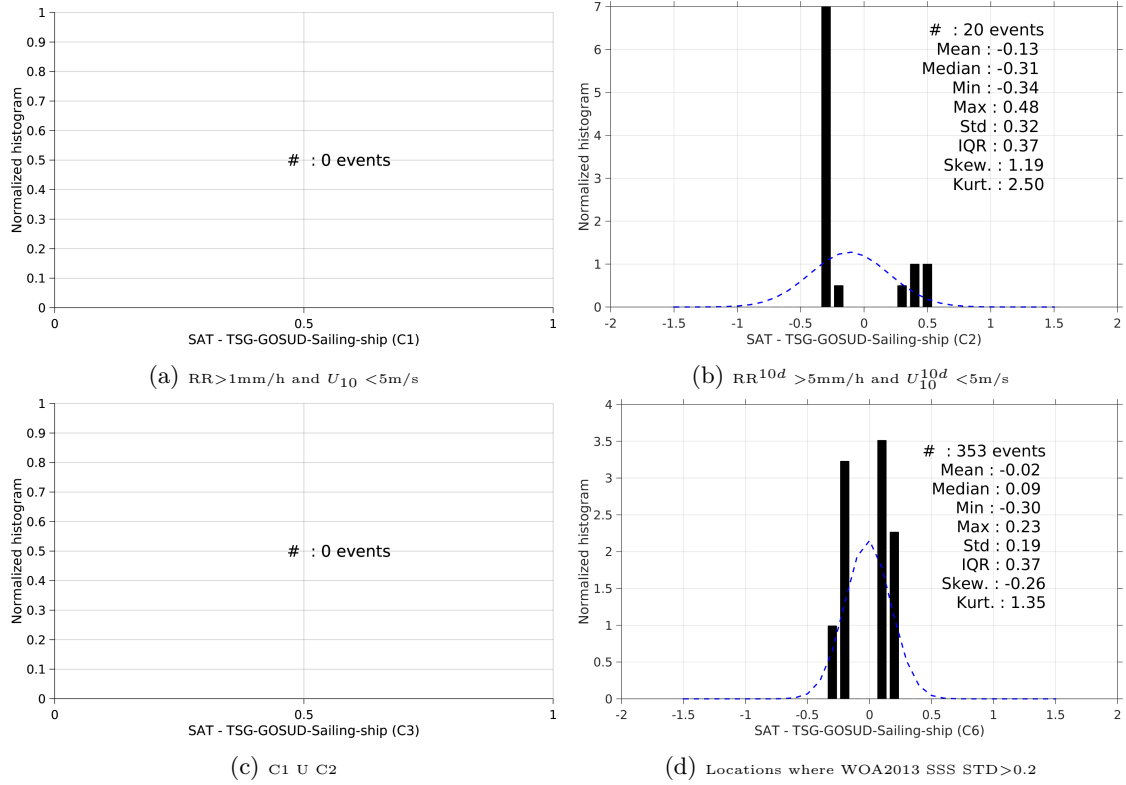 1
0.9
0.8
0.7
0.6
0.5
0.4
0.3
0.2
0.1
0
Normalized histogram
# : 0 events
0 0.5 1
SAT - TSG-GOSUD-Sailing-ship (C1)
(a) RR>1mm/h and U10 <5m/s
7
6
5
4
3
2
1
0
Normalized histogram
# : 20 events
Mean : -0.13
Median : -0.31
Min : -0.34
Max : 0.48
Std : 0.32
IQR : 0.37
Skew. : 1.19
Kurt. : 2.50
-2 -1.5 -1 -0.5 0 0.5 1 1.5 2
SAT - TSG-GOSUD-Sailing-ship (C2)
(b) RR10d >5mm/h and U10d10 <5m/s
1
0.9
0.8
0.7
0.6
0.5
0.4
0.3
0.2
0.1
0
Normalized histogram
# : 0 events
0 0.5 1
SAT - TSG-GOSUD-Sailing-ship (C3)
(c) C1 U C2
4
3.5
3
2.5
2
1.5
1
0.5
0
Normalized histogram
# : 353 events
Mean : -0.02
Median : 0.09
Min : -0.30
Max : 0.23
Std : 0.19
IQR : 0.37
Skew. : -0.26
Kurt. : 1.35
-2 -1.5 -1 -0.5 0 0.5 1 1.5 2
SAT - TSG-GOSUD-Sailing-ship (C6)
(d) Locations where WOA2013 SSS STD>0.2